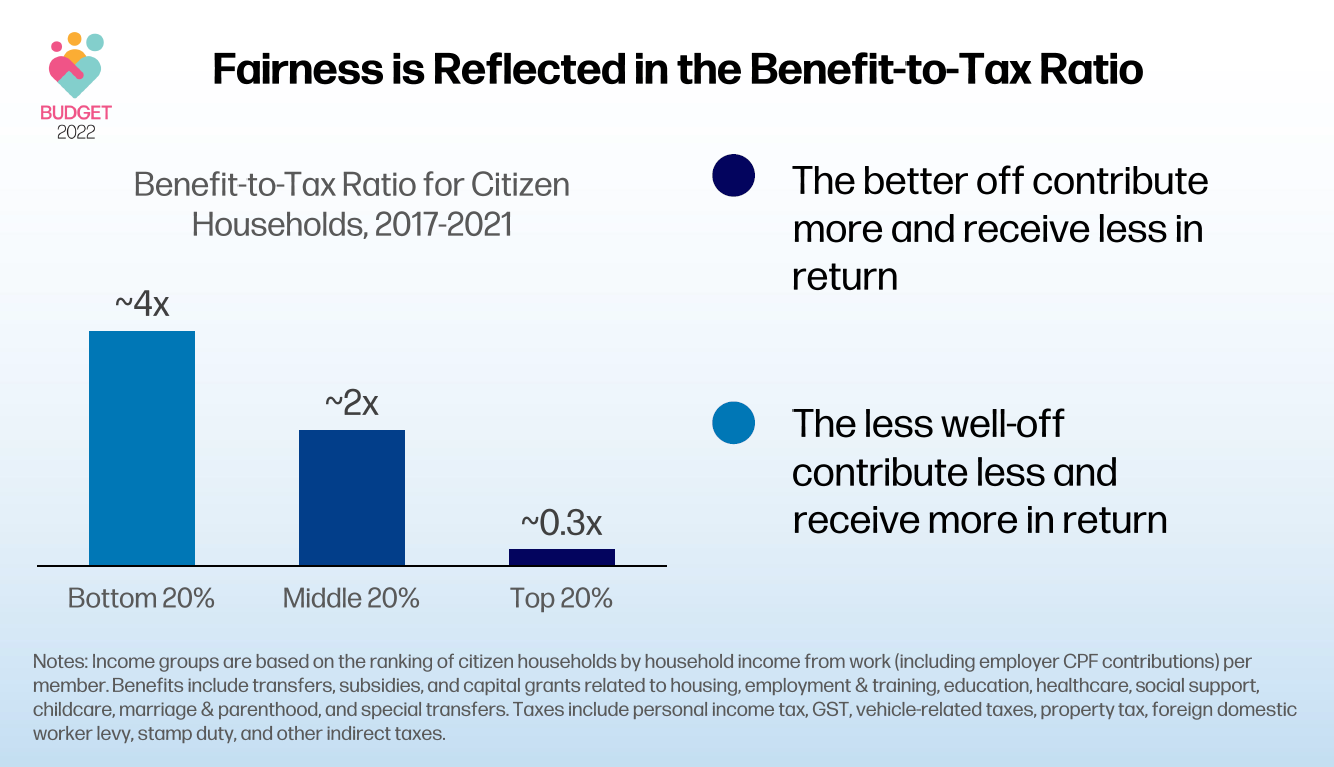 BUDGET
2022
Fairness is Reflected in the Benefit-to-Tax Ratio
Benefit-to-Tax Ratio for Citizen
Households, 2017-2021
~4x
~2x
~0.3x
Bottom 20%
Middle 20%
Top 20%
The better off contribute
more and receive less in
return
The less well-off
contribute less and
receive more in return
Notes: Income groups are based on the ranking of citizen households by household income from work (including employer CPF contributions) per
member. Benefits include transfers, subsidies, and capital grants related to housing, employment & training, education, healthcare, social support,
childcare, marriage & parenthood, and special transfers. Taxes include personal income tax, GST, vehicle-related taxes, property tax, foreign domestic
worker levy, stamp duty, and other indirect taxes.